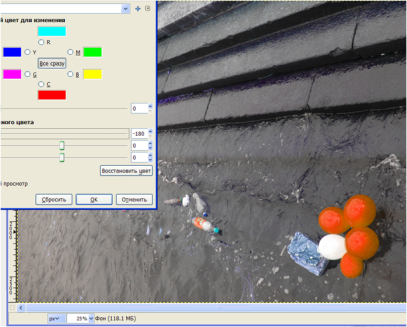 й цвет для изменения
R
Y
M
Все сразу
G
B
C
0
ного цвета
-180
0
0
Восстановить цвет
й просмотр
Сбросить
OK
Отменить
px
25%
Фон (118.1 МБ)